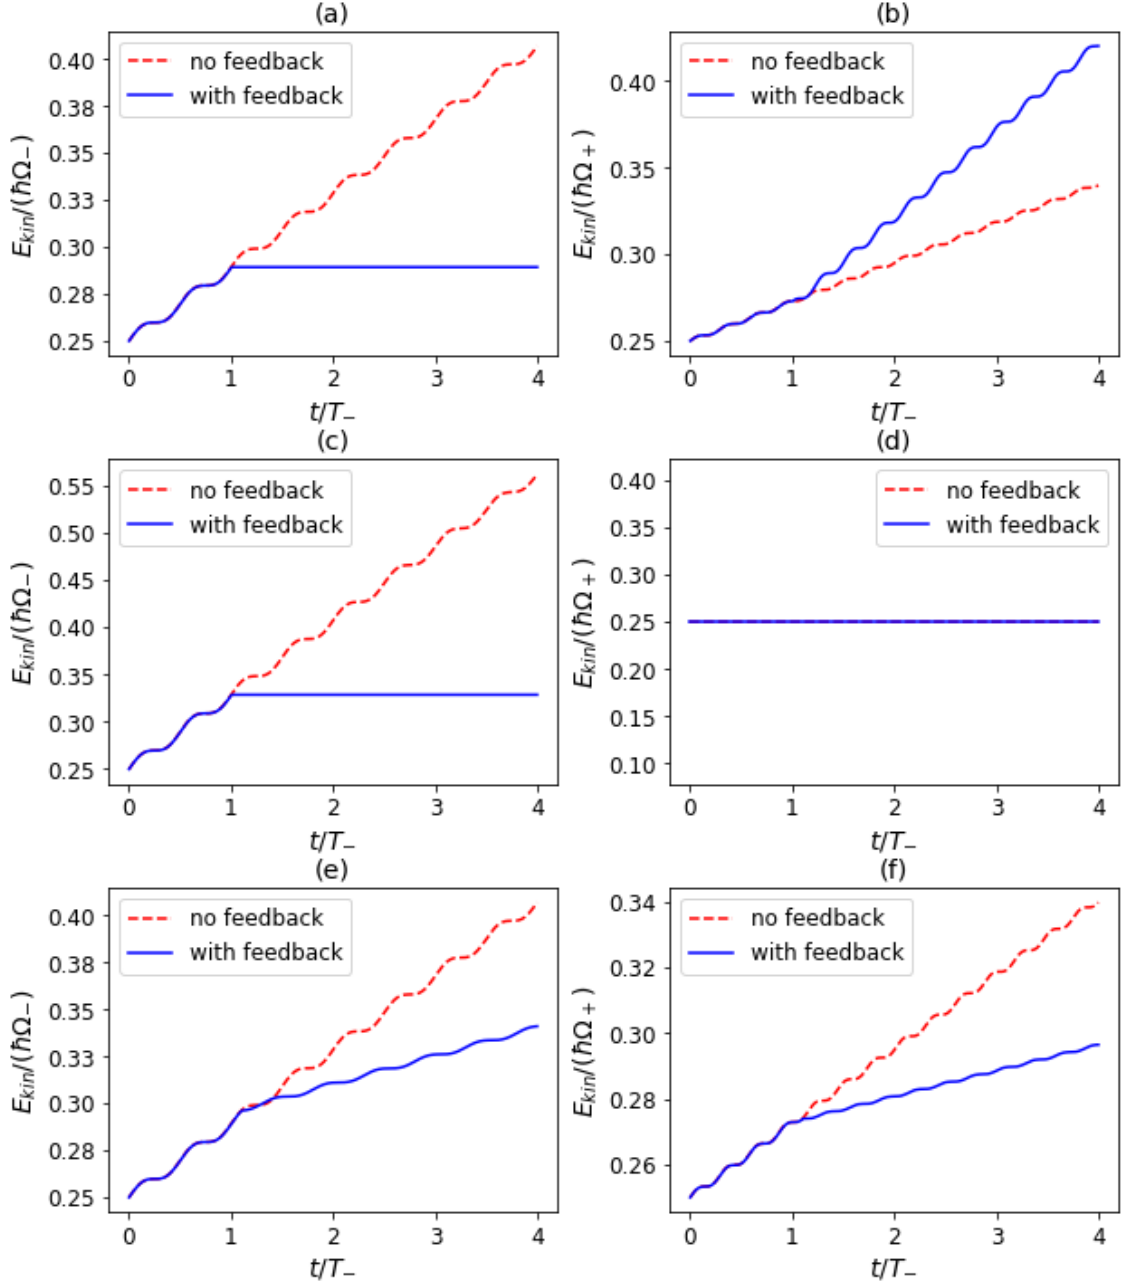 (a)
no feedback
with feedback
0.40
0.38
0.35
0.33
0.30
0.28
0.25
E_kin/(ħΩ_−)
0 1 2 3 4
t/T_−
(b)
no feedback
with feedback
0.40
0.35
0.30
0.25
E_kin/(ħΩ_+)
0 1 2 3 4
t/T_−
(c)
no feedback
with feedback
0.55
0.50
0.45
0.40
0.35
0.30
0.25
E_kin/(ħΩ_−)
0 1 2 3 4
t/T_−
(d)
no feedback
with feedback
0.40
0.35
0.30
0.25
0.20
0.15
0.10
E_kin/(ħΩ_+)
0 1 2 3 4
t/T_−
(e)
no feedback
with feedback
0.40
0.38
0.35
0.33
0.30
0.28
0.25
E_kin/(ħΩ_−)
0 1 2 3 4
t/T_−
(f)
no feedback
with feedback
0.34
0.32
0.30
0.28
0.26
E_kin/(ħΩ_+)
0 1 2 3 4
t/T_−